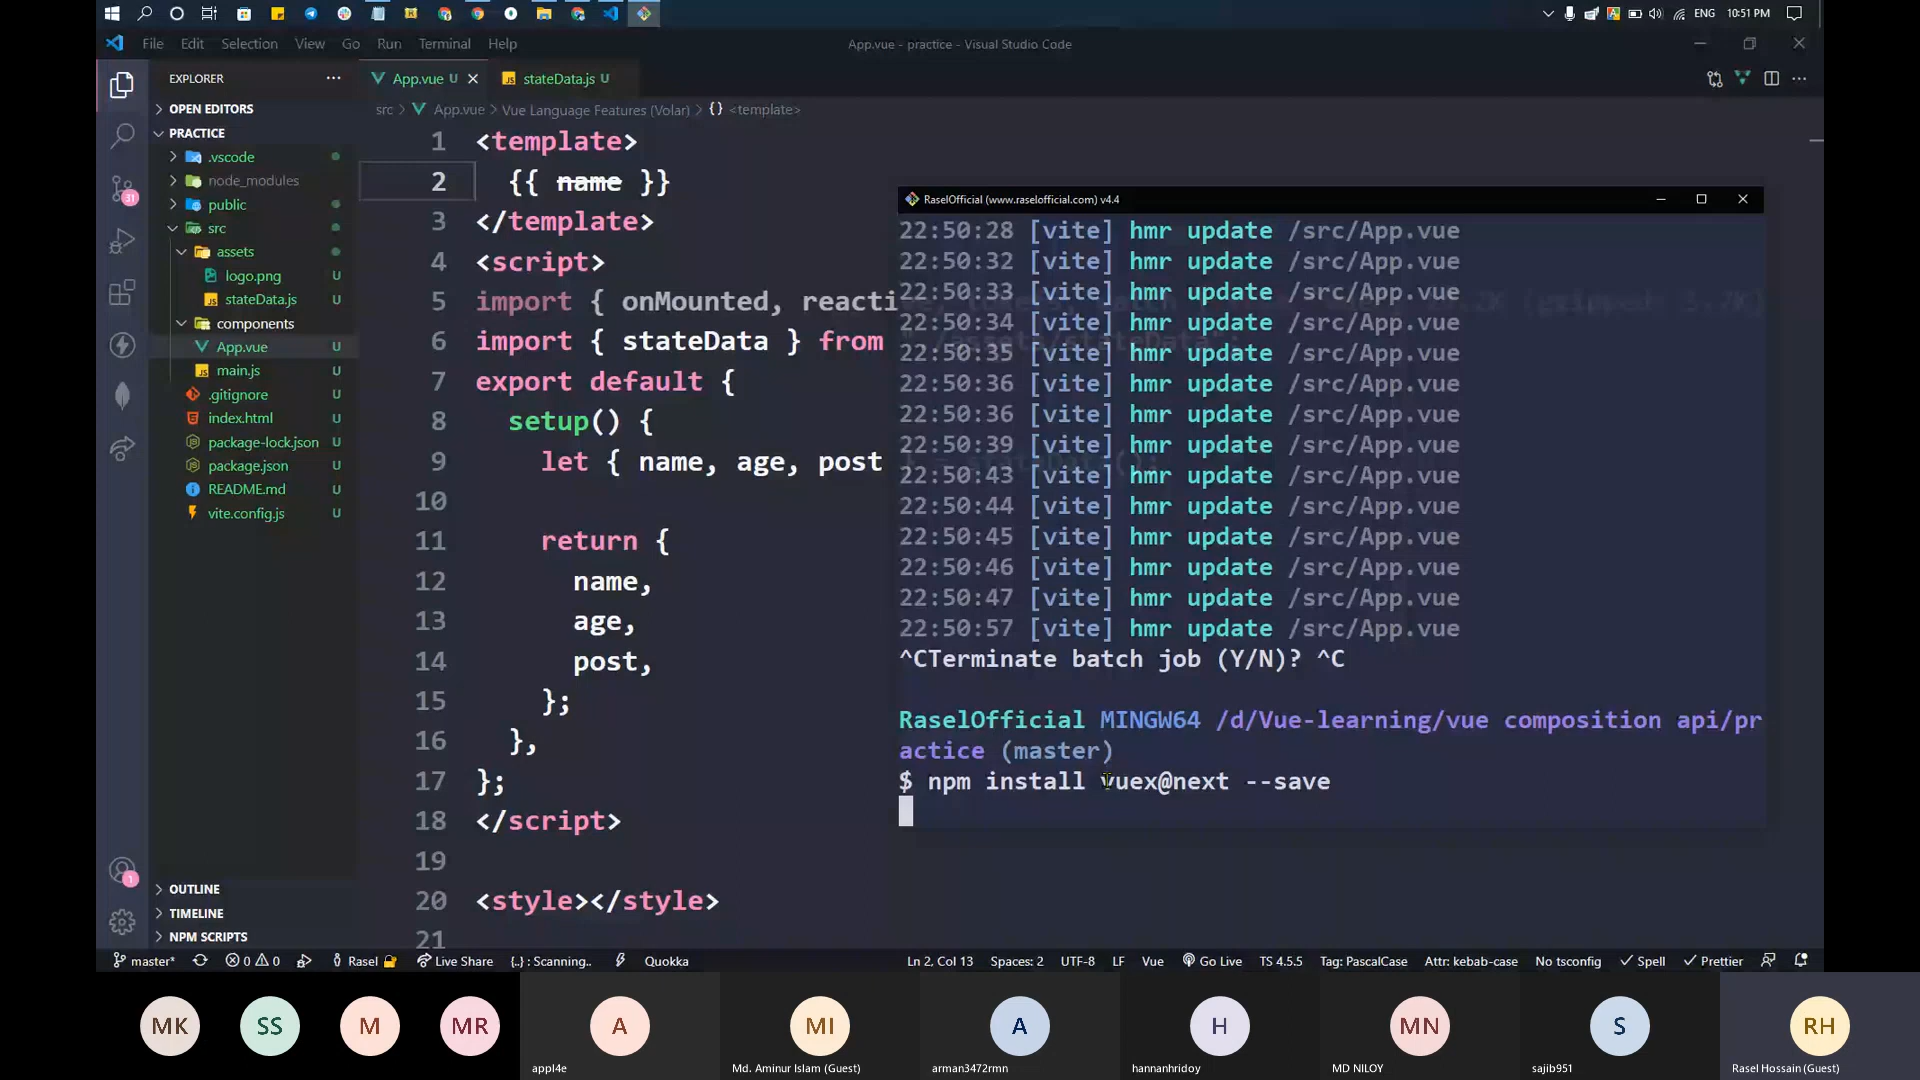 ENG
10:51 PM
File Edit Selection View Go Run Terminal Help
App.vue - practice - Visual Studio Code
EXPLORER
App.vue U
stateData.js U
OPEN EDITORS
src > App.vue > Vue Language Features (Volar) > {} <template>
PRACTICE
.vscode
node_modules
public
src
assets
logo.png U
stateData.js U
components
App.vue U
main.js U
.gitignore U
index.html U
package-lock.json U
package.json U
README.md U
vite.config.js U
OUTLINE
TIMELINE
NPM SCRIPTS
31
1
1 <template>
2 {{ name }}
3 </template>
4 <script>
5 import { onMounted, reacti
6 import { stateData } from
7 export default {
8 setup() {
9 let { name, age, post
10
11 return {
12 name,
13 age,
14 post,
15 };
16 },
17 };
18 </script>
19
20 <style></style>
21
RaselOfficial (www.raselofficial.com) v4.4
22:50:28 [vite] hmr update /src/App.vue
22:50:32 [vite] hmr update /src/App.vue
22:50:33 [vite] hmr update /src/App.vue
22:50:34 [vite] hmr update /src/App.vue
22:50:35 [vite] hmr update /src/App.vue
22:50:36 [vite] hmr update /src/App.vue
22:50:36 [vite] hmr update /src/App.vue
22:50:39 [vite] hmr update /src/App.vue
22:50:43 [vite] hmr update /src/App.vue
22:50:44 [vite] hmr update /src/App.vue
22:50:45 [vite] hmr update /src/App.vue
22:50:46 [vite] hmr update /src/App.vue
22:50:47 [vite] hmr update /src/App.vue
22:50:57 [vite] hmr update /src/App.vue
^CTerminate batch job (Y/N)? ^C
RaselOfficial MINGW64 /d/Vue-learning/vue composition api/pr
actice (master)
$ npm install vuex@next --save
master* 0 0 Rasel Live Share {..} : Scanning.. Quokka Ln 2, Col 13 Spaces: 2 UTF-8 LF Vue Go Live TS 4.5.5 Tag: PascalCase Attr: kebab-case No tsconfig Spell Prettier
MK SS M MR A MI A H MN S RH
appl4e Md. Aminur Islam (Guest) arman3472rmn hannanhridoy MD NILOY sajib951 Rasel Hossain (Guest)